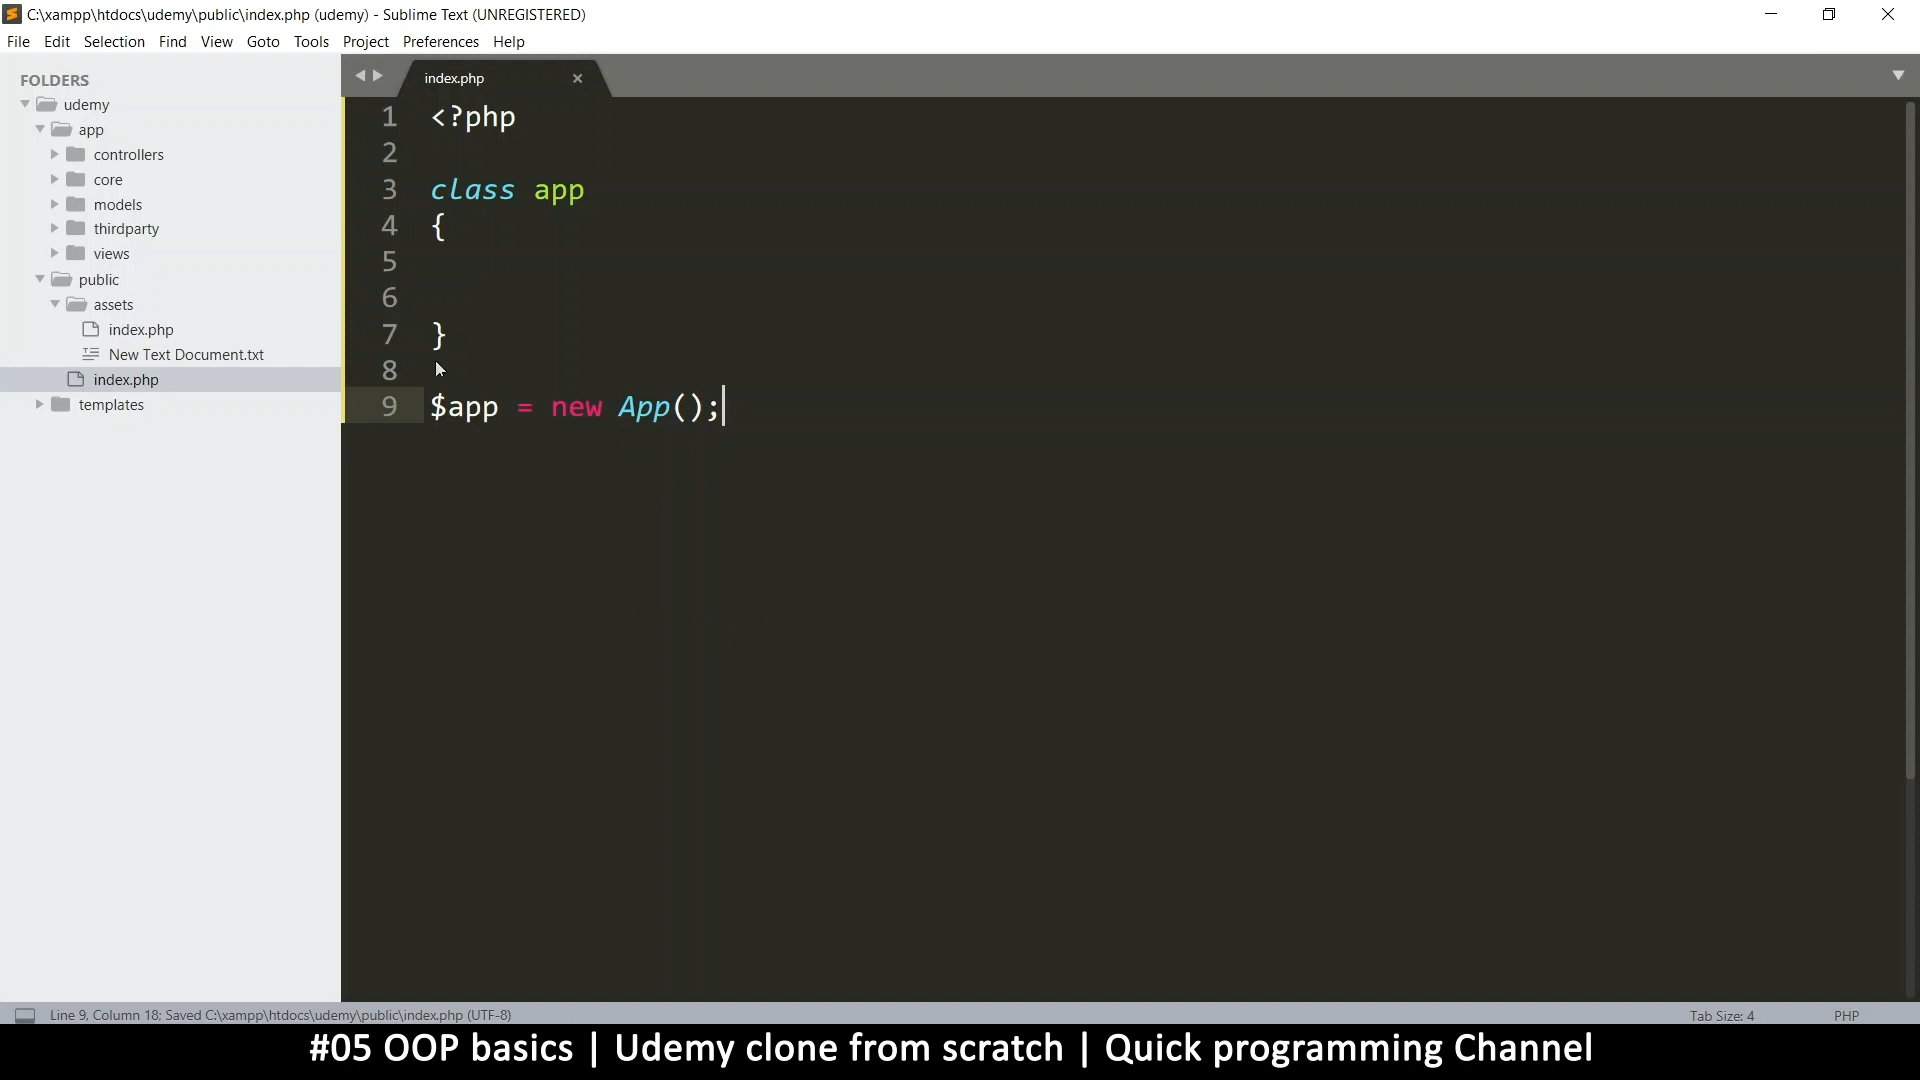 C:\xampp\htdocs\udemy\public\index.php (udemy) - Sublime Text (UNREGISTERED)
File Edit Selection Find View Goto Tools Project Preferences Help
FOLDERS
udemy
app
controllers
core
models
thirdparty
views
public
assets
index.php
New Text Document.txt
index.php
templates
index.php
1 <?php
2
3 class app
4 {
5
6
7 }
8
9 $app = new App();
Line 9, Column 18; Saved C:\xampp\htdocs\udemy\public\index.php (UTF-8)
Tab Size: 4 PHP
#05 OOP basics | Udemy clone from scratch | Quick programming Channel